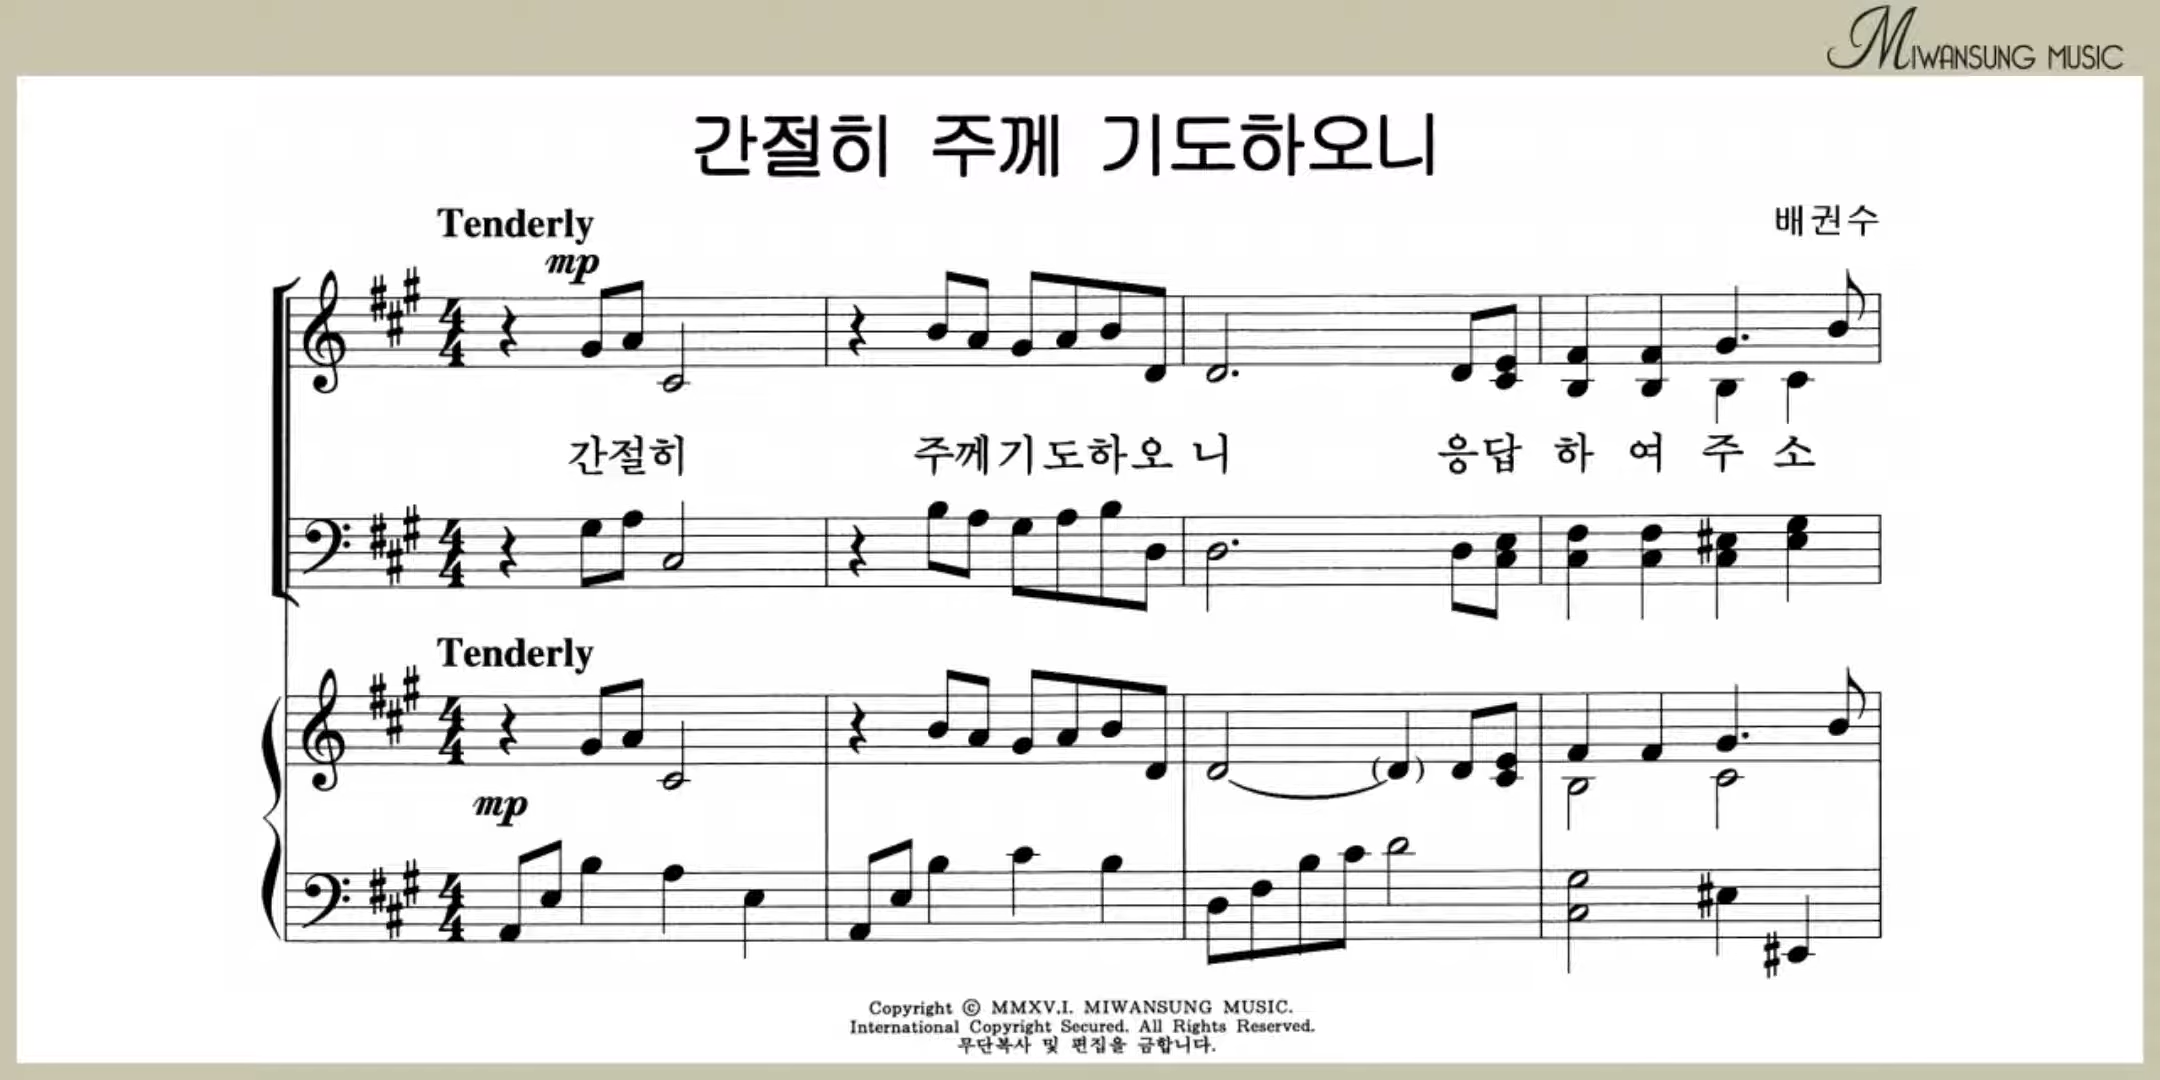 MIWANSUNG MUSIC
간절히 주께 기도하오니
Tenderly
배권수
mp
간절히 주께기도하오 니 응답 하 여 주 소
Tenderly
mp
Copyright ⓒ MMXV.I. MIWANSUNG MUSIC.
International Copyright Secured. All Rights Reserved.
무단복사 및 편집을 금합니다.